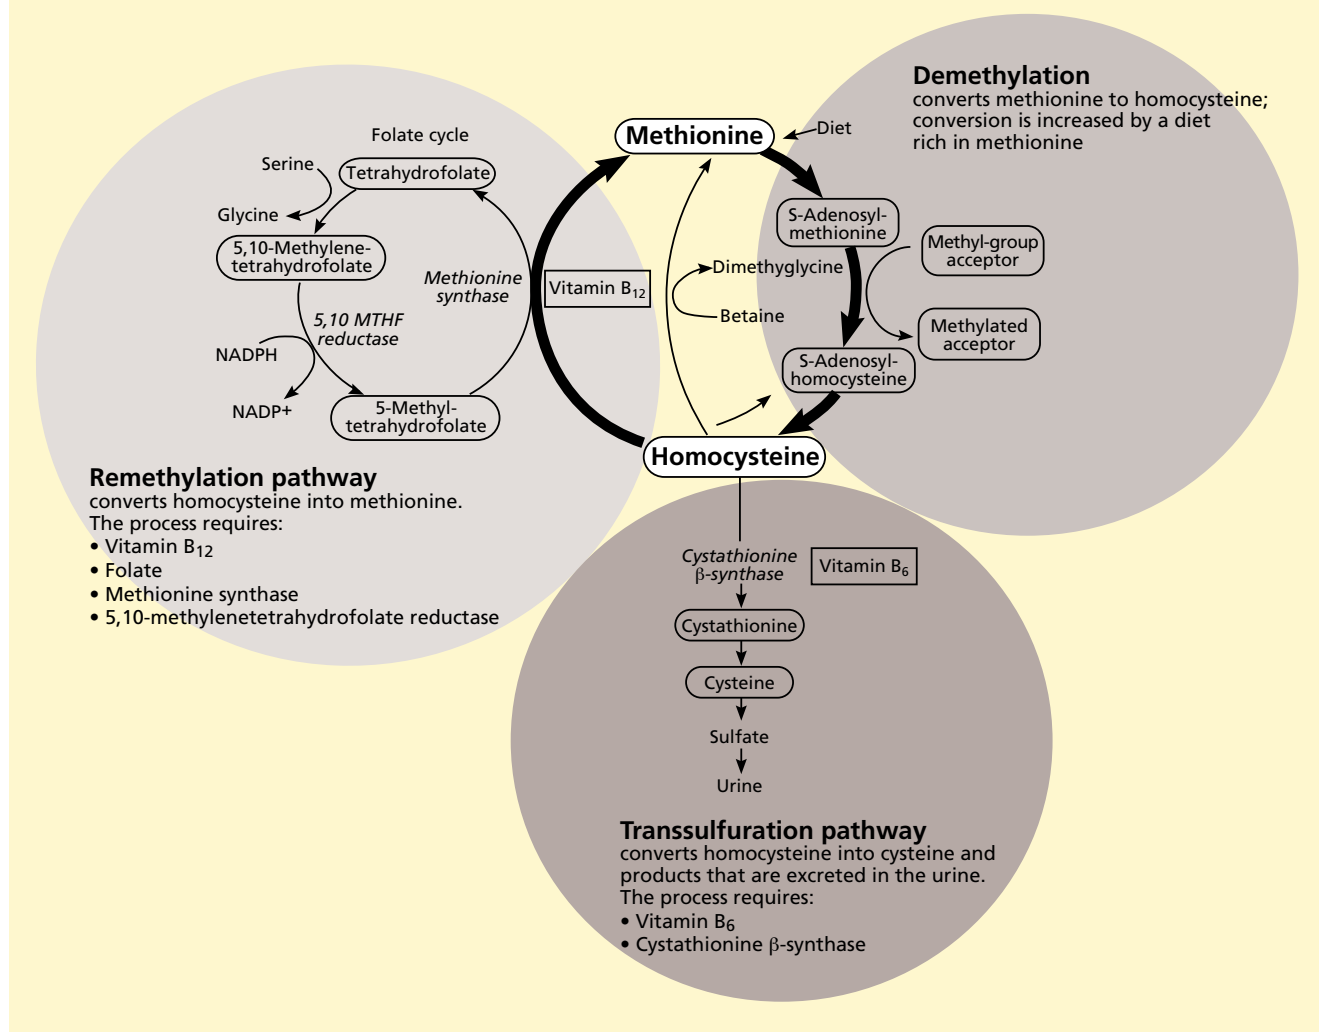 Demethylation
converts methionine to homocysteine;
conversion is increased by a diet
rich in methionine
Folate cycle
Serine
Tetrahydrofolate
Glycine
5,10-Methylene-
tetrahydrofolate
5,10 MTHF
reductase
NADPH
NADP+
5-Methyl-
tetrahydrofolate
Methionine
synthase
Vitamin B12
Methionine
Diet
S-Adenosyl-
methionine
Methyl-group
acceptor
Dimethyglycine
Betaine
Methylated
acceptor
S-Adenosyl-
homocysteine
Homocysteine
Remethylation pathway
converts homocysteine into methionine.
The process requires:
• Vitamin B12
• Folate
• Methionine synthase
• 5,10-methylenetetrahydrofolate reductase
Cystathionine
β-synthase
Vitamin B6
Cystathionine
Cysteine
Sulfate
Urine
Transsulfuration pathway
converts homocysteine into cysteine and
products that are excreted in the urine.
The process requires:
• Vitamin B6
• Cystathionine β-synthase